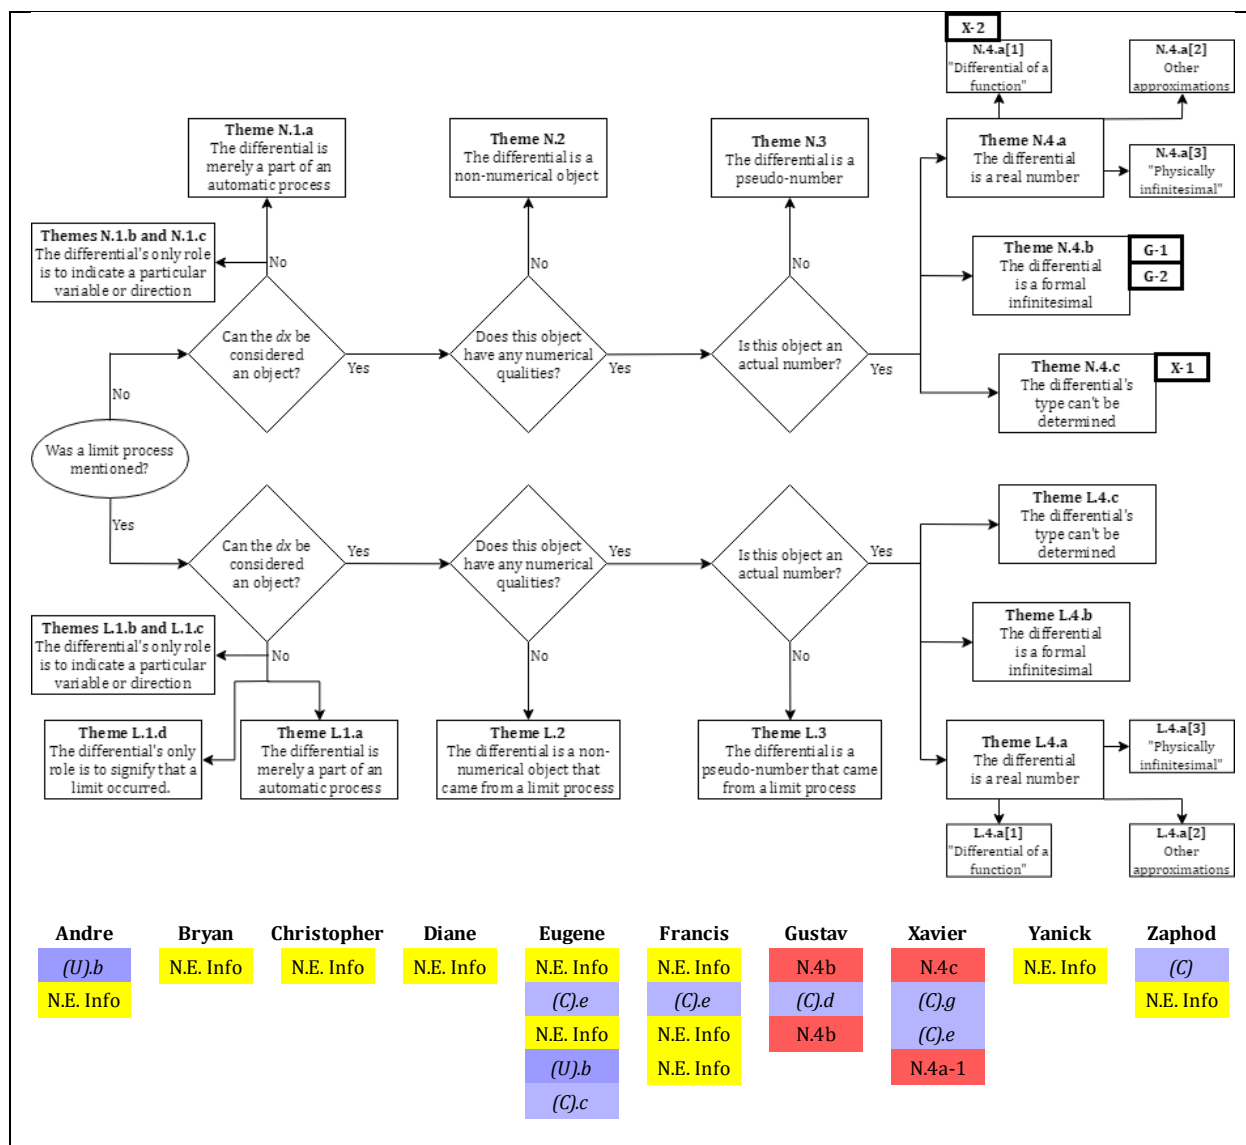 X-2
N.4.a[1]
"Differential of a
function"
N.4.a[2]
Other
approximations
Theme N.1.a
The differential is
merely a part of an
automatic process
Theme N.2
The differential is a
non-numerical object
Theme N.3
The differential is a
pseudo-number
Theme N.4.a
The differential
is a real number
N.4.a[3]
"Physically
infinitesimal"
Themes N.1.b and N.1.c
The differential's only role
is to indicate a particular
variable or direction
No
No
No
Theme N.4.b
The differential
is a formal
infinitesimal
G-1
G-2
Can the dx be
considered
an object?
Yes
Does this object
have any numerical
qualities?
Yes
Is this object an
actual number?
Yes
Theme N.4.c
The differential's
type can't be
determined
X-1
No
Was a limit process
mentioned?
Yes
Can the dx be
considered
an object?
Yes
Does this object
have any numerical
qualities?
Yes
Is this object an
actual number?
Yes
Theme L.4.c
The differential's
type can't be
determined
Themes L.1.b and L.1.c
The differential's only role
is to indicate a particular
variable or direction
No
No
No
Theme L.4.b
The differential
is a formal
infinitesimal
Theme L.1.d
The differential's only
role is to signify that a
limit occurred.
Theme L.1.a
The differential is
merely a part of an
automatic process
Theme L.2
The differential is a non-
numerical object that
came from a limit process
Theme L.3
The differential is a
pseudo-number that came
from a limit process
Theme L.4.a
The differential
is a real number
L.4.a[3]
"Physically
infinitesimal"
L.4.a[1]
"Differential of a
function"
L.4.a[2]
Other
approximations
Andre Bryan Christopher Diane Eugene Francis Gustav Xavier Yanick Zaphod
(U).b N.E. Info N.E. Info N.E. Info N.E. Info N.E. Info N.4b N.4c N.E. Info (C)
N.E. Info (C).e (C).e (C).d (C).g N.E. Info
N.E. Info N.E. Info N.4b (C).e
(U).b N.E. Info N.4a-1
(C).c